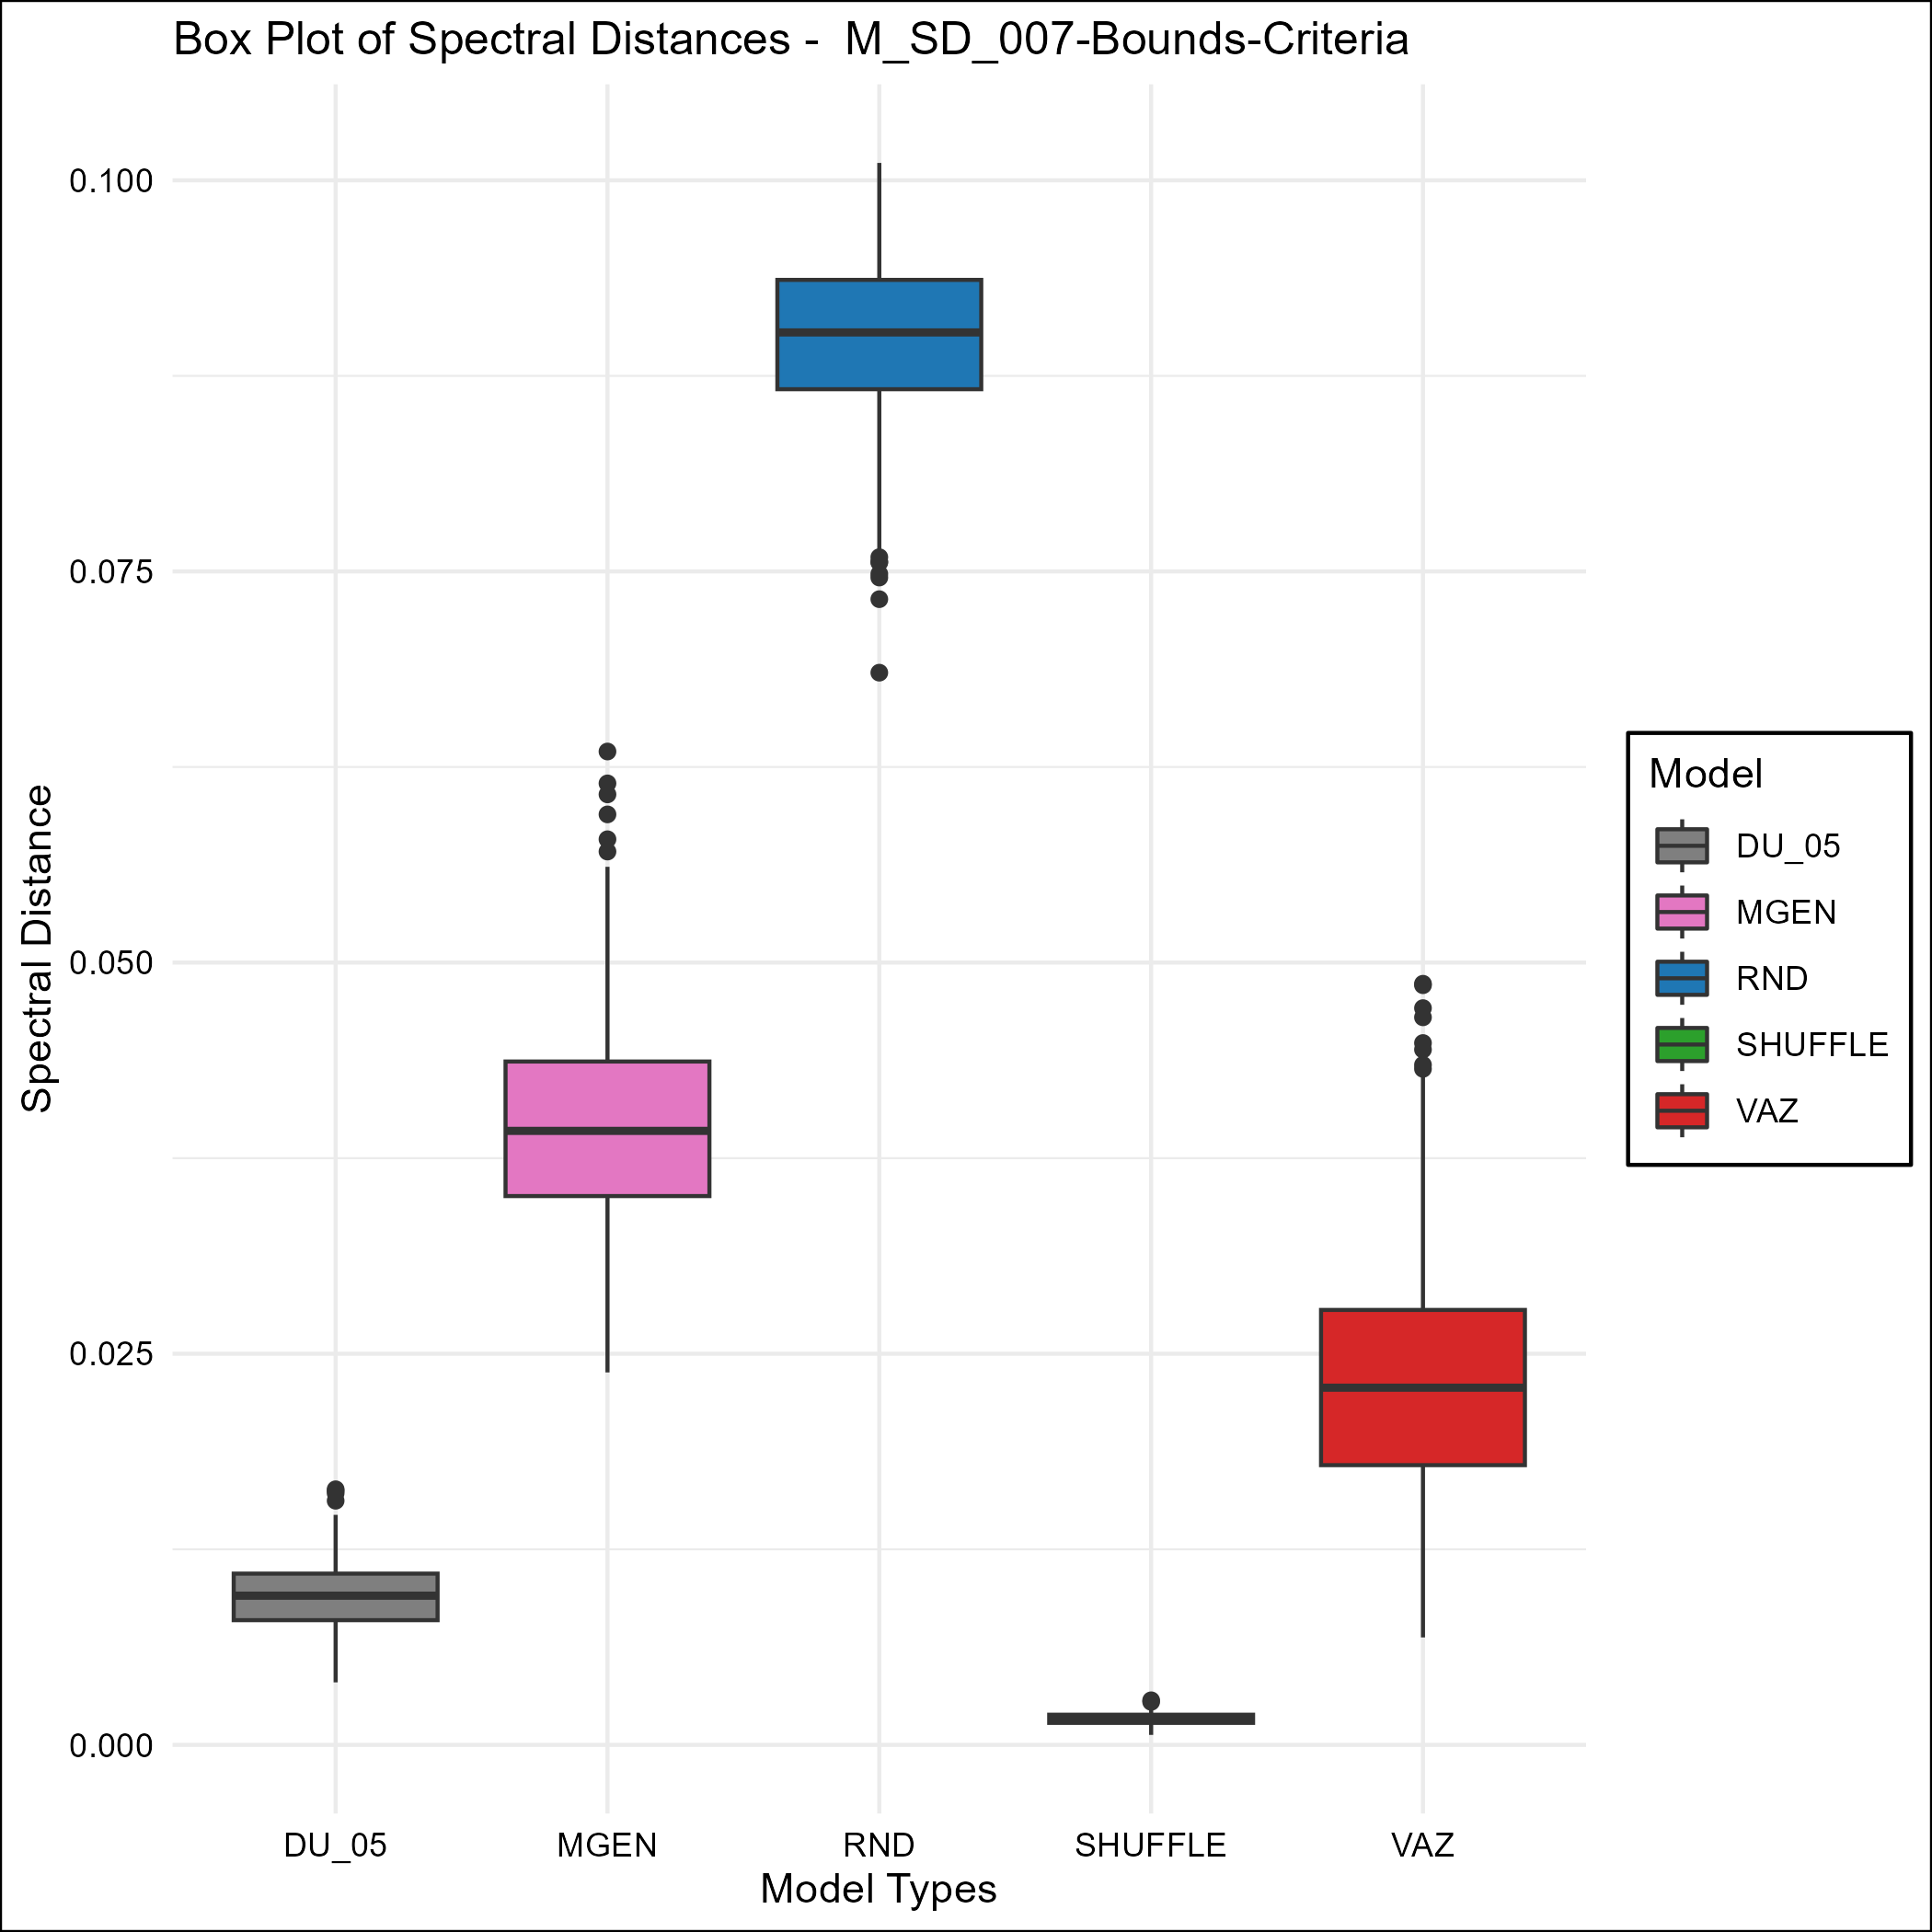 Box Plot of Spectral Distances -  M_SD_007-Bounds-Criteria
0.100
0.075
0.050
0.025
0.000
Spectral Distance
DU_05
MGEN
RND
SHUFFLE
VAZ
Model Types
Model
DU_05
MGEN
RND
SHUFFLE
VAZ